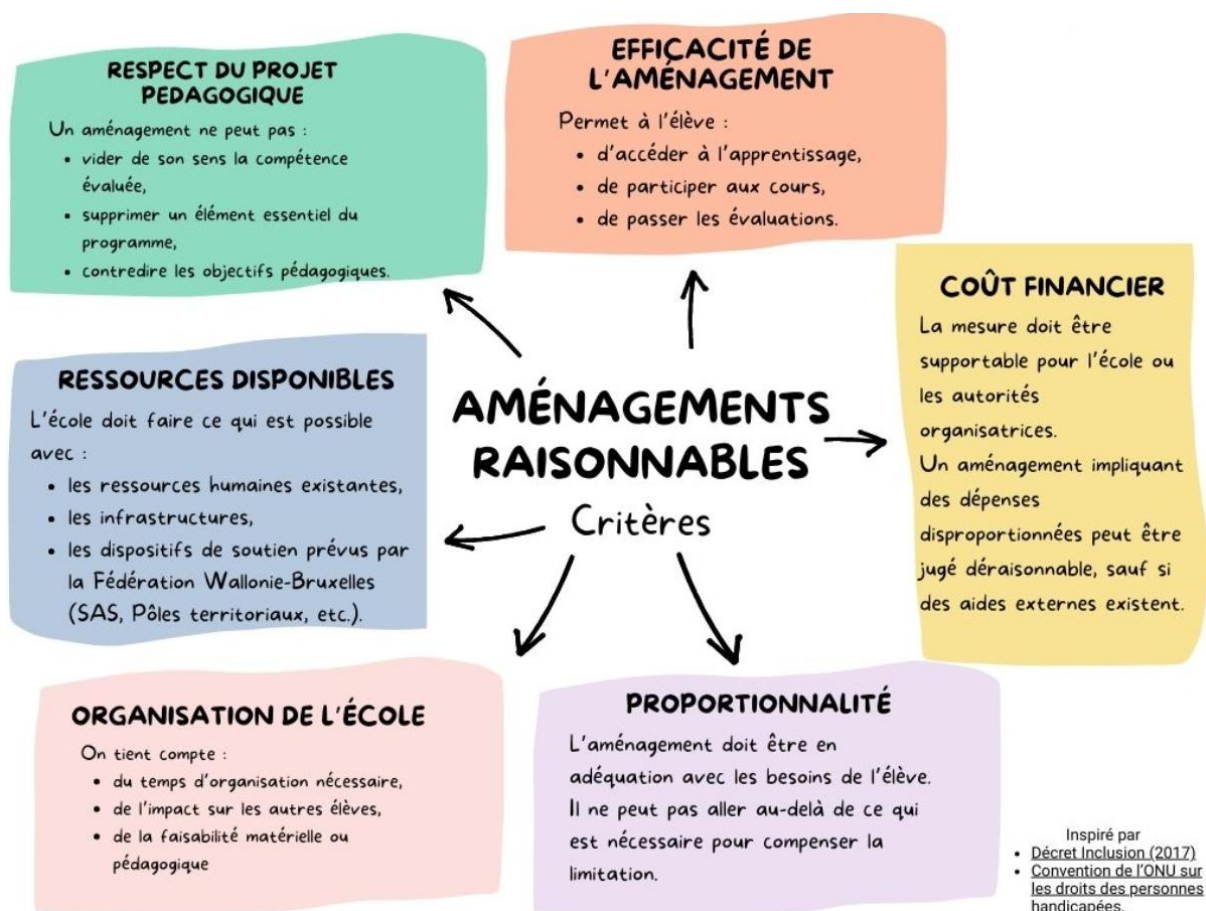 RESPECT DU PROJET
PEDAGOGIQUE
Un aménagement ne peut pas :
• vider de son sens la compétence
évaluée,
• supprimer un élément essentiel du
programme,
• contredire les objectifs pédagogiques.
EFFICACITÉ DE
L'AMÉNAGEMENT
Permet à l'élève :
• d'accéder à l'apprentissage,
• de participer aux cours,
• de passer les évaluations.
COÛT FINANCIER
La mesure doit être
supportable pour l'école ou
les autorités
organisatrices.
Un aménagement impliquant
des dépenses
disproportionnées peut être
jugé déraisonnable, sauf si
des aides externes existent.
RESSOURCES DISPONIBLES
L'école doit faire ce qui est possible
avec :
• les ressources humaines existantes,
• les infrastructures,
• les dispositifs de soutien prévus par
la Fédération Wallonie-Bruxelles
(SAS, Pôles territoriaux, etc.).
AMÉNAGEMENTS
RAISONNABLES
Critères
ORGANISATION DE L'ÉCOLE
On tient compte :
• du temps d'organisation nécessaire,
• de l'impact sur les autres élèves,
• de la faisabilité matérielle ou
pédagogique
PROPORTIONNALITÉ
L'aménagement doit être en
adéquation avec les besoins de l'élève.
Il ne peut pas aller au-delà de ce qui
est nécessaire pour compenser la
limitation.
Inspiré par
• Décret Inclusion (2017)
• Convention de l'ONU sur
les droits des personnes
handicapées.